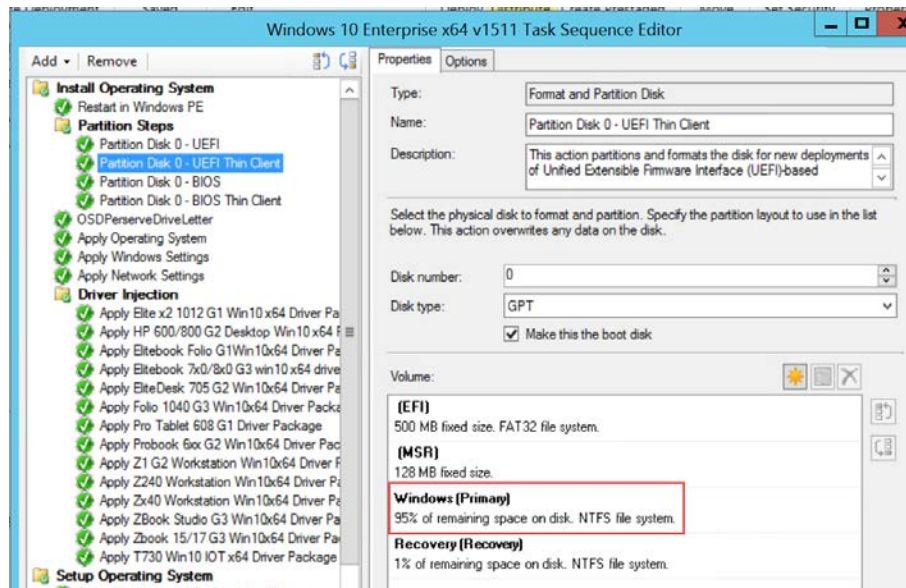 Deployment Saved Edit Deploy Distribute Create Prestaged Move Set Security Proper
Windows 10 Enterprise x64 v1511 Task Sequence Editor
Add Remove
Install Operating System
Restart in Windows PE
Partition Steps
Partition Disk 0 - UEFI
Partition Disk 0 - UEFI Thin Client
Partition Disk 0 - BIOS
Partition Disk 0 - BIOS Thin Client
OSDPerserveDriveLetter
Apply Operating System
Apply Windows Settings
Apply Network Settings
Driver Injection
Apply Elite x2 1012 G1 Win10x64 Driver Pa
Apply HP 600/800 G2 Desktop Win10 x64 
Apply Elitebook Folio G1Win10x64 Driver Pa
Apply Elitebook 7x0/8x0 G3 win10 x64 drive
Apply EliteDesk 705 G2 Win10x64 Driver Pa
Apply Folio 1040 G3 Win10x64 Driver Packa
Apply Pro Tablet 608 G1 Driver Package
Apply Probook 6xx G2 Win10x64 Driver Pac
Apply Z1 G2 Workstation Win10x64 Driver
Apply Z240 Workstation Win10x64 Driver Pa
Apply Zx40 Workstation Win10x64 Driver Pa
Apply ZBook Studio G3 Win10x64 Driver Pa
Apply Zbook 15/17 G3 Win10x64 Driver Pa
Apply T730 Win10 IOT x64 Driver Package
Setup Operating System
Properties Options
Type: Format and Partition Disk
Name: Partition Disk 0 - UEFI Thin Client
Description: This action partitions and formats the disk for new deployments
of Unified Extensible Firmware Interface (UEFI)-based
Select the physical disk to format and partition. Specify the partition layout to use in the list
below. This action overwrites any data on the disk.
Disk number: 0
Disk type: GPT
Make this the boot disk
Volume:
(EFI)
500 MB fixed size. FAT32 file system.
(MSR)
128 MB fixed size.
Windows (Primary)
95% of remaining space on disk. NTFS file system.
Recovery (Recovery)
1% of remaining space on disk. NTFS file system.